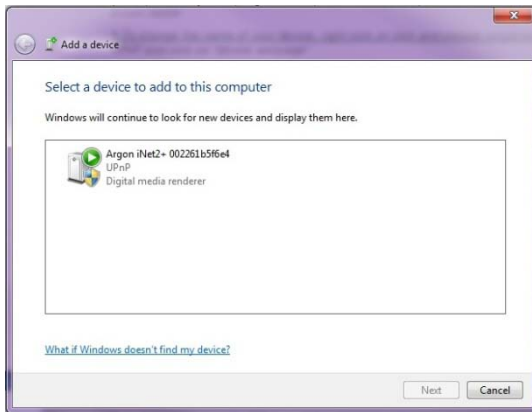 Add a device
Select a device to add to this computer
Windows will continue to look for new devices and display them here.
Argon iNet2+ 002261b5f6e4
UPnP
Digital media renderer
What if Windows doesn't find my device?
Next
Cancel